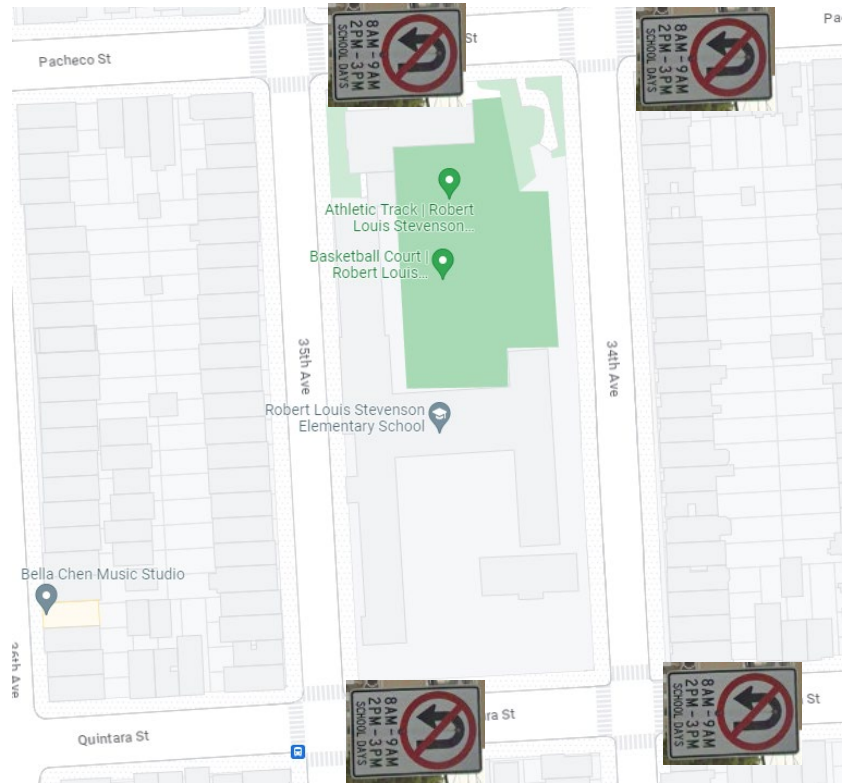 Pacheco St
8AM - 9AM
2PM - 3PM
SCHOOL DAYS
St
8AM - 9AM
2PM - 3PM
SCHOOL DAYS
Pa
Athletic Track | Robert
Louis Stevenson...
Basketball Court |
Robert Louis...
35th Ave
34th Ave
Robert Louis Stevenson
Elementary School
Bella Chen Music Studio
36th Ave
Quintara St
8AM - 9AM
2PM - 3PM
SCHOOL DAYS
ra St
8AM - 9AM
2PM - 3PM
SCHOOL DAYS
St